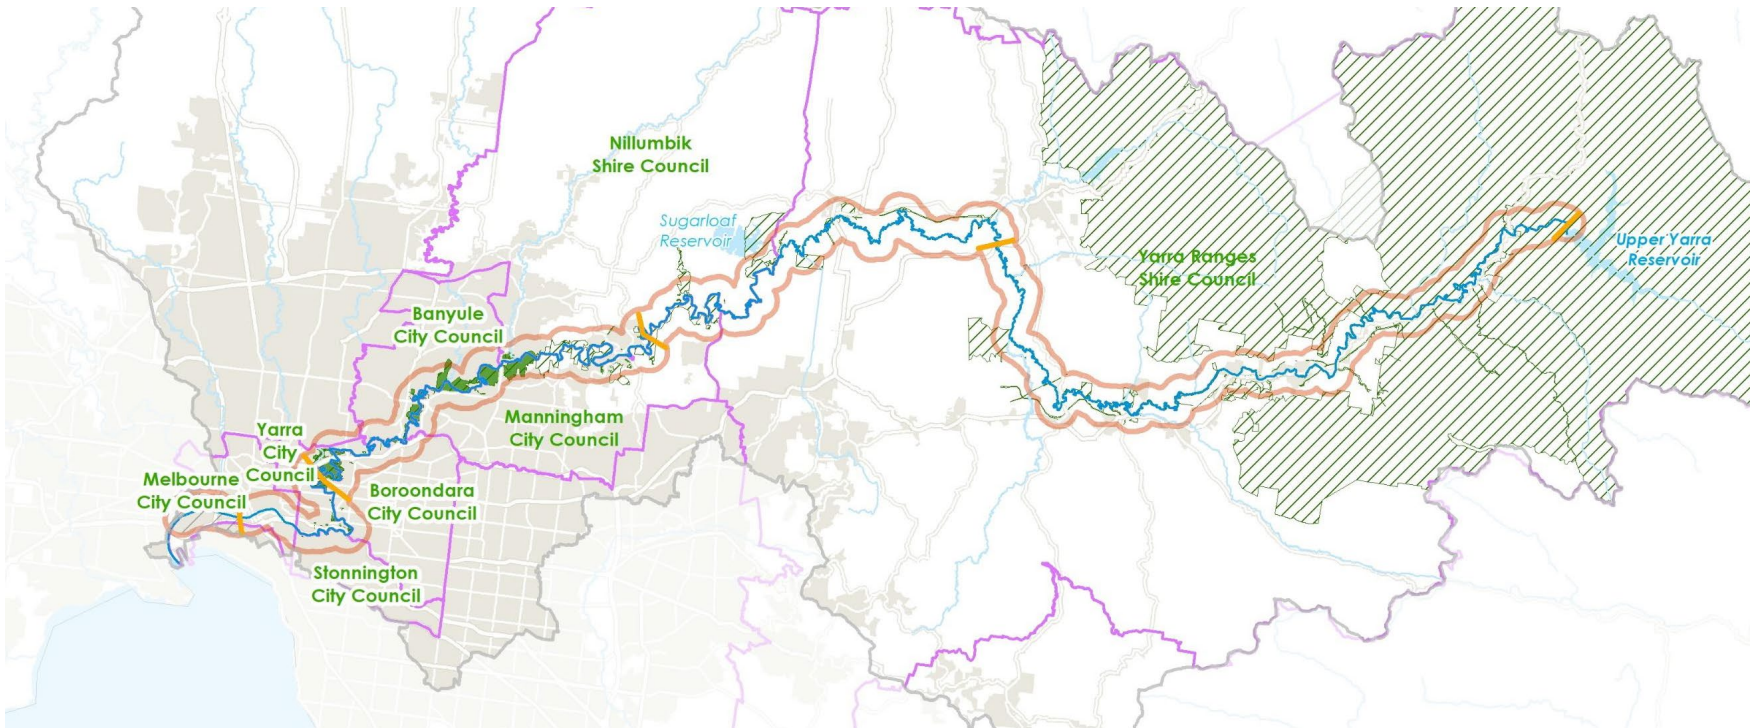 Nillumbik
Shire Council
Sugarloaf
Reservoir
Upper Yarra
Reservoir
Yarra Ranges
Shire Council
Banyule
City Council
Manningham
City Council
Yarra
City
Council
Melbourne
City Council
Boroondara
City Council
Stonnington
City Council